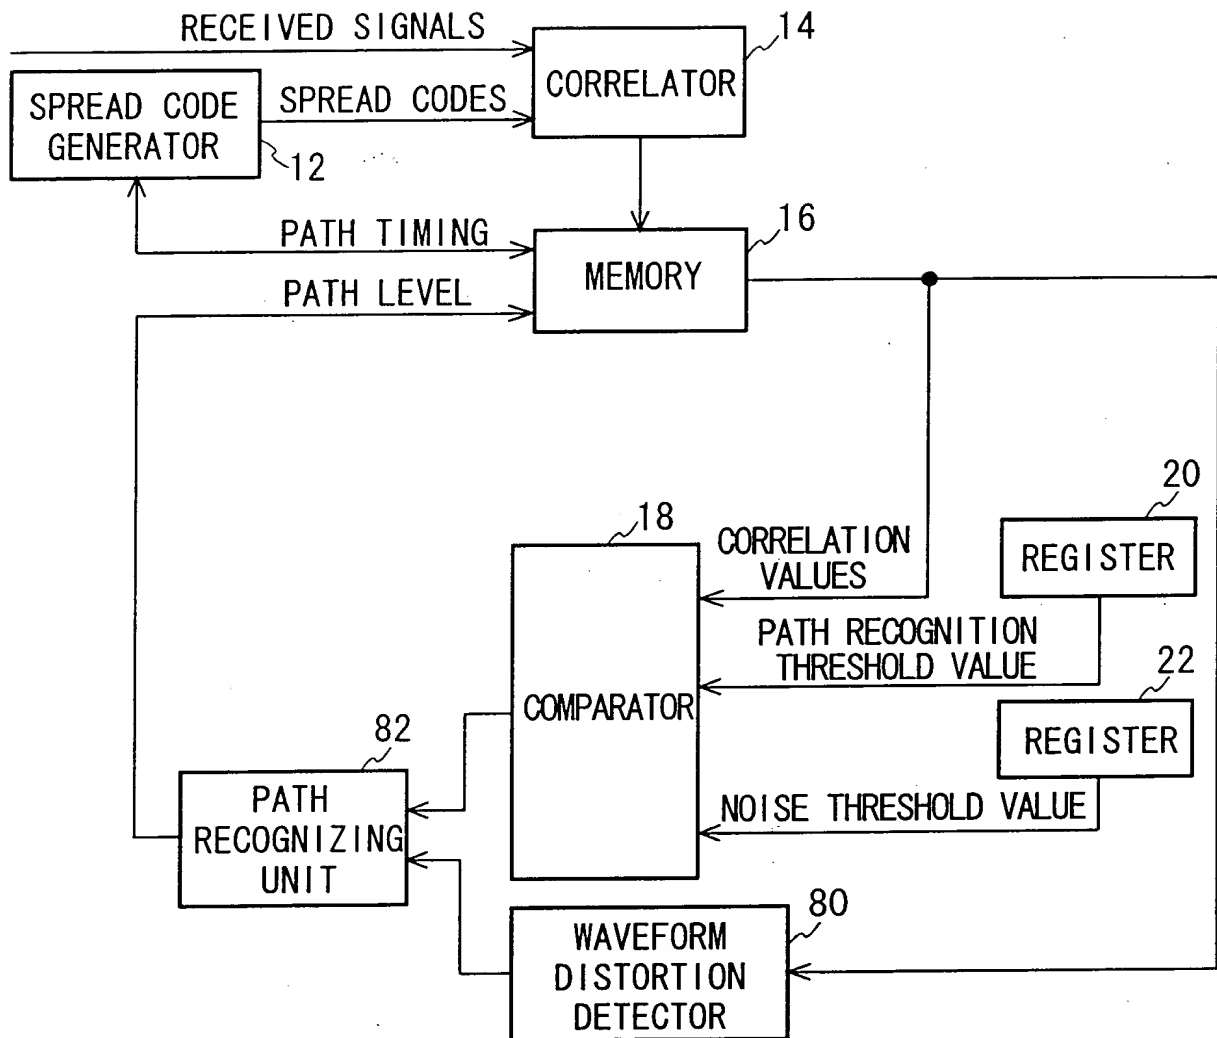 RECEIVED SIGNALS
14
CORRELATOR
SPREAD CODE
GENERATOR
SPREAD CODES
12
PATH TIMING
16
MEMORY
PATH LEVEL
20
REGISTER
18
CORRELATION
VALUES
PATH RECOGNITION
THRESHOLD VALUE
22
REGISTER
COMPARATOR
82
PATH
RECOGNIZING
UNIT
NOISE THRESHOLD VALUE
80
WAVEFORM
DISTORTION
DETECTOR